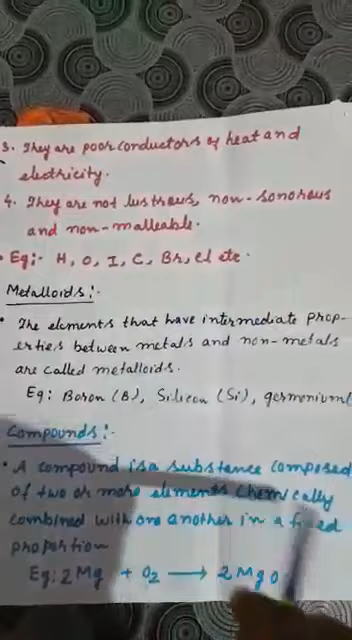 3. They are poor conductors of heat and
electricity.
4. They are not lustrous, non-sonorous
and non-malleable.
• Eg:- H, O, I, C, Br, Cl etc.
Metalloids:-
• The elements that have intermediate prop-
erties between metals and non-metals
are called metalloids.
Eg: Boron (B), Silicon (Si), germonium(
Compounds:-
• A compound is a substance composed
of two or more elements chemically
combined with one another in a fixed
proportion
Eg: 2Mg + O2 → 2MgO